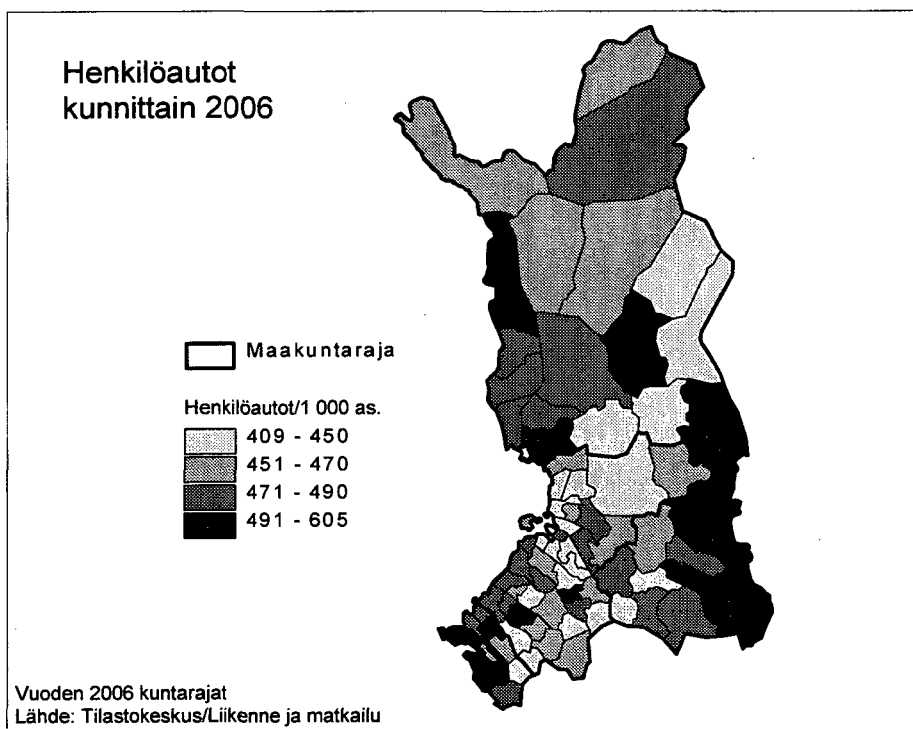 Henkilöautot
kunnittain 2006
Maakuntaraja
Henkilöautot/1 000 as.
409 - 450
451 - 470
471 - 490
491 - 605
Vuoden 2006 kuntarajat
Lähde: Tilastokeskus/Liikenne ja matkailu